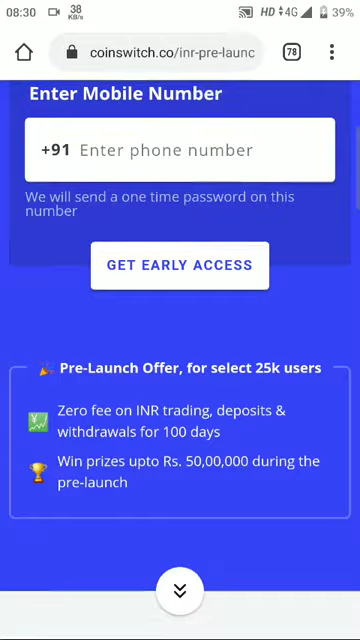 08:30
38
KB/s
HD 4G 39%
coinswitch.co/inr-pre-launc
78
Enter Mobile Number
+91 Enter phone number
We will send a one time password on this
number
GET EARLY ACCESS
Pre-Launch Offer, for select 25k users
Zero fee on INR trading, deposits &
withdrawals for 100 days
Win prizes upto Rs. 50,00,000 during the
pre-launch